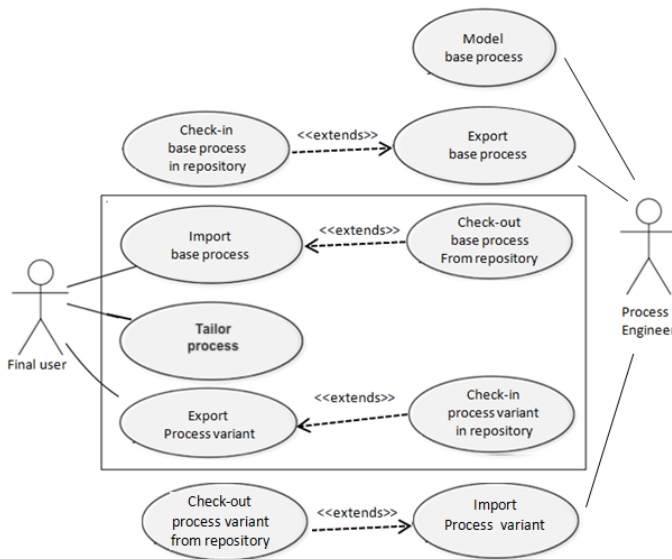 Model
base process
Check-in
base process
in repository
<<extends>>
Export
base process
Import
base process
<<extends>>
Check-out
base process
From repository
Final user
Process
Engineer
Tailor
process
Export
Process variant
<<extends>>
Check-in
process variant
in repository
Check-out
process variant
from repository
<<extends>>
Import
Process variant